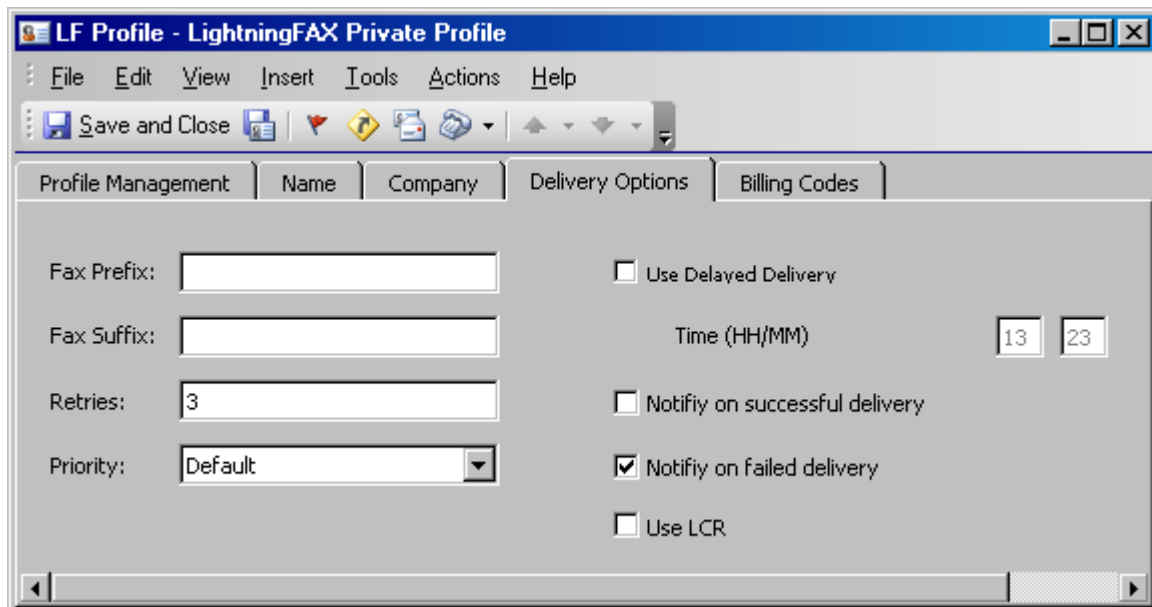 LF Profile - LightningFAX Private Profile
File Edit View Insert Tools Actions Help
Save and Close
Profile Management Name Company Delivery Options Billing Codes
Fax Prefix: Use Delayed Delivery
Fax Suffix: Time (HH/MM) 13 23
Retries: 3 Notifiy on successful delivery
Priority: Default Notifiy on failed delivery
Use LCR